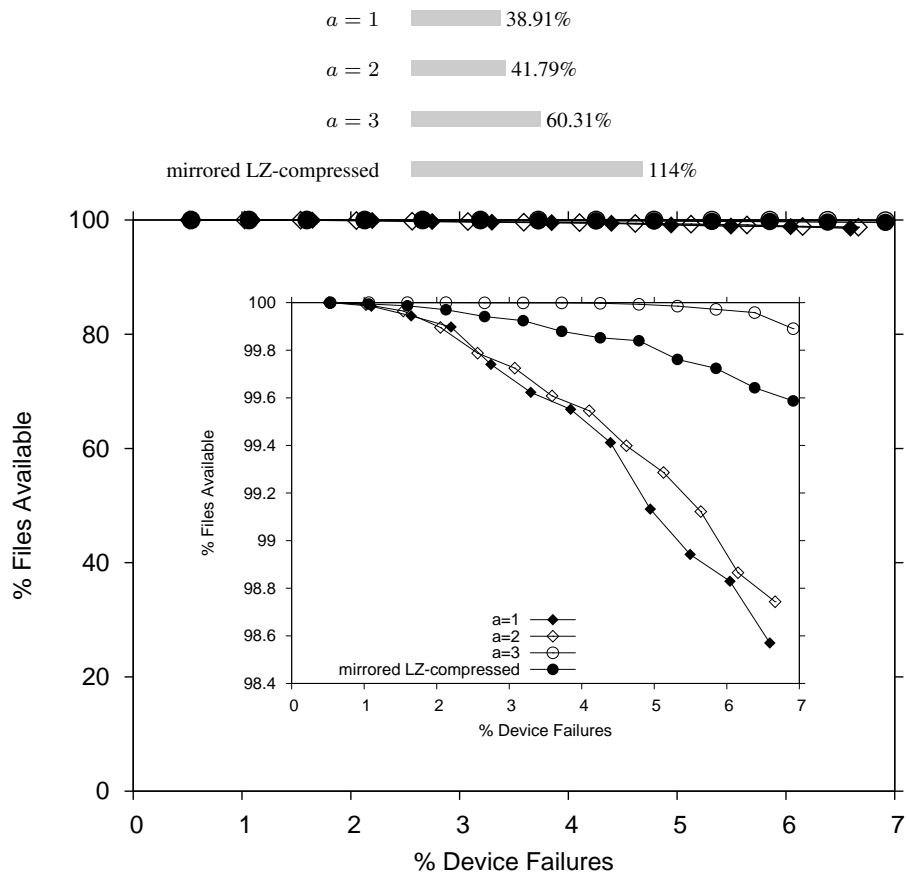 a = 1 38.91%
a = 2 41.79%
a = 3 60.31%
mirrored LZ-compressed 114%
100
80
60
40
20
0
% Files Available
0 1 2 3 4 5 6 7
% Device Failures
100
99.8
99.6
99.4
99.2
99
98.8
98.6
98.4
% Files Available
a=1
a=2
a=3
mirrored LZ-compressed
0 1 2 3 4 5 6 7
% Device Failures